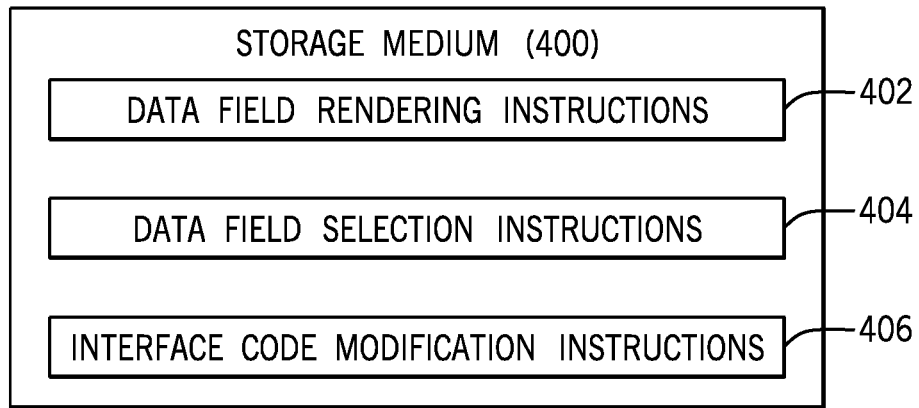 STORAGE MEDIUM (400)
DATA FIELD RENDERING INSTRUCTIONS
402
DATA FIELD SELECTION INSTRUCTIONS
404
INTERFACE CODE MODIFICATION INSTRUCTIONS
406